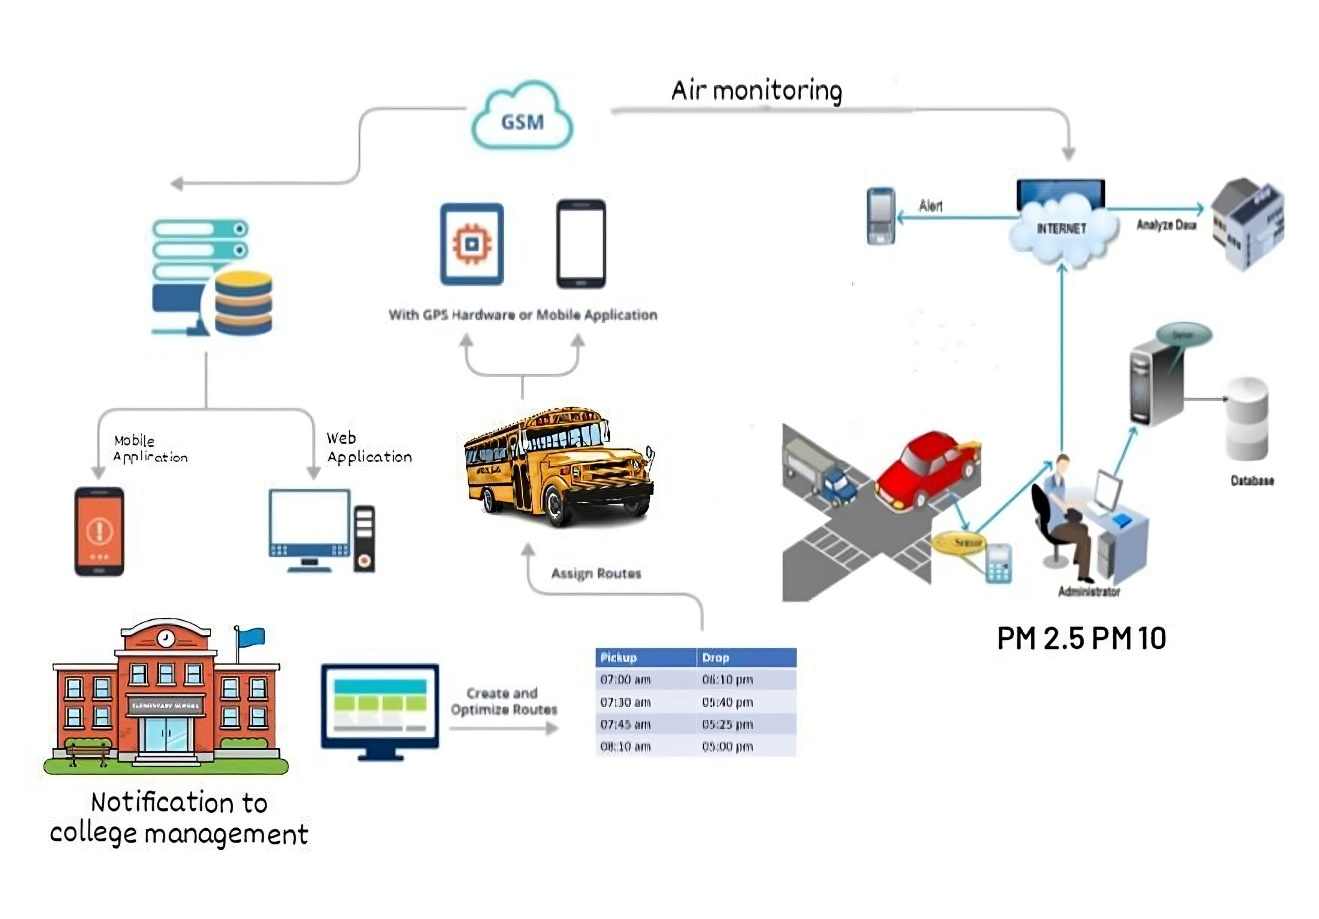 GSM
Air monitoring
Alert
INTERNET
Analyze Data
With GPS Hardware or Mobile Application
Mobile
Application
Web
Application
Sensor
Database
Administrator
Assign Routes
PM 2.5 PM 10
Pickup Drop
07:00 am 06:10 pm
07:30 am 05:40 pm
07:45 am 05:25 pm
08:10 am 05:00 pm
Create and
Optimize Routes
ELEMENTARY SCHOOL
Notification to
college management